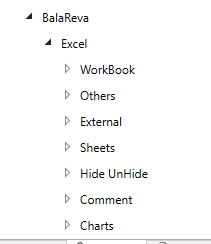 BalaReva
Excel
WorkBook
Others
External
Sheets
Hide UnHide
Comment
Charts